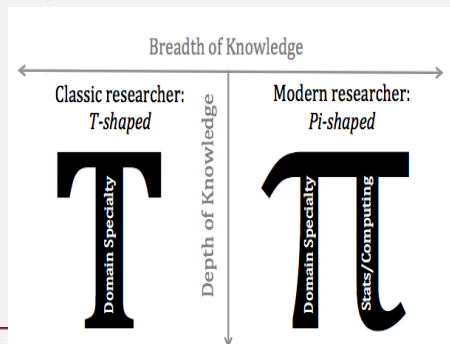 Breadth of Knowledge
Classic researcher:
T-shaped
Domain Specialty
Depth of Knowledge
Modern researcher:
Pi-shaped
Domain Specialty
Stats/Computing